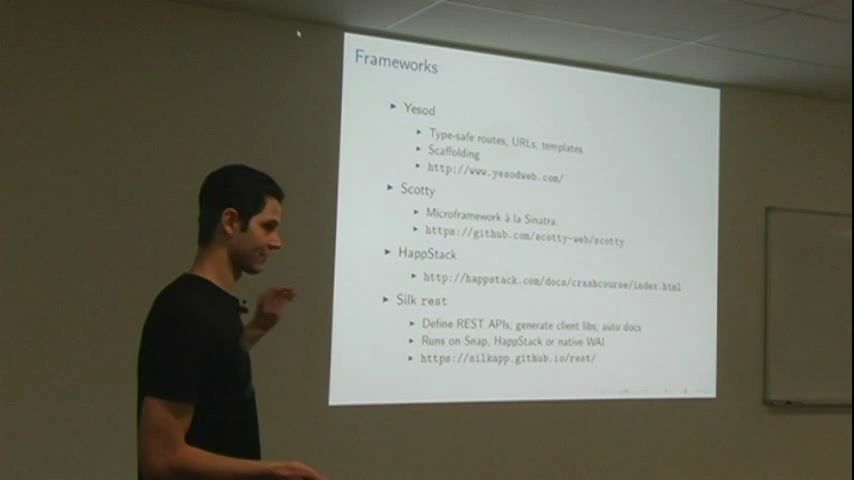 Frameworks
Yesod
Type-safe routes, URLs, templates
Scaffolding
http://www.yesodweb.com/
Scotty
Microframework à la Sinatra.
https://github.com/scotty-web/scotty
HappStack
http://happstack.com/docs/crashcourse/index.html
Silk rest
Define REST APIs; generate client libs, auto docs
Runs on Snap, HappStack or native WAI
https://silkapp.github.io/rest/